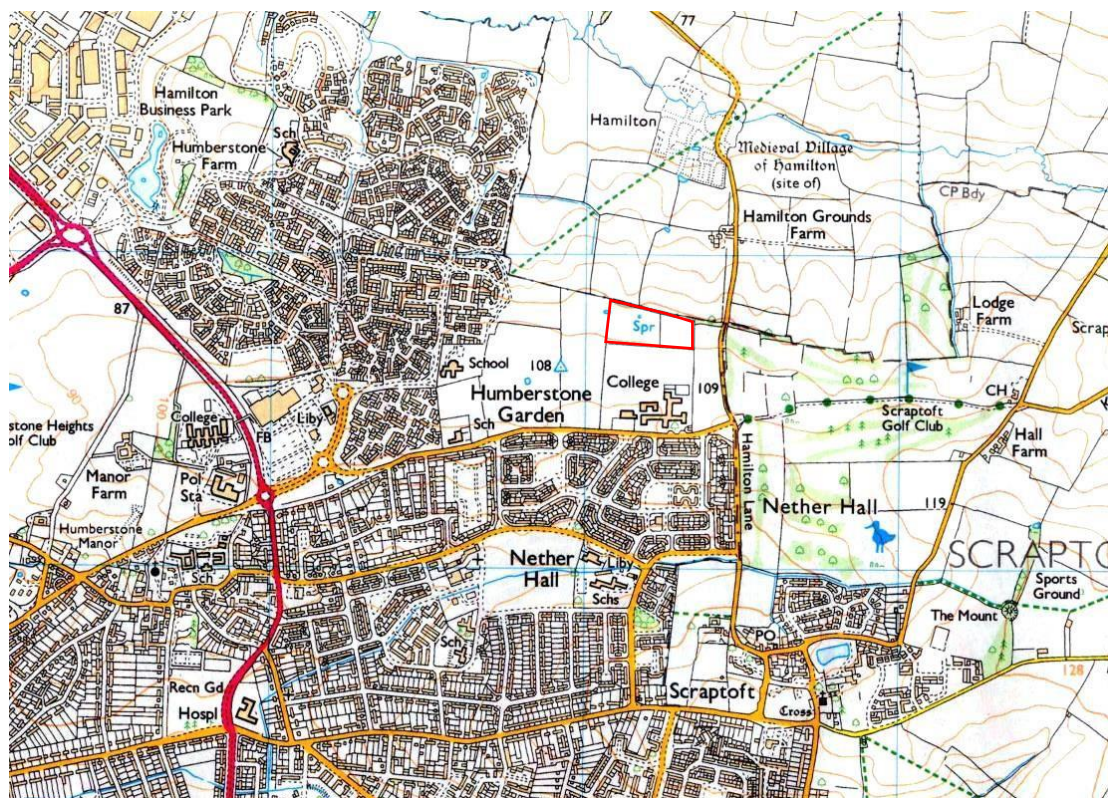 77
Hamilton
Business Park
Humberstone
Farm
Sch
Hamilton
Medieval Village
of Hamilton
(site of)
CP Bdy
Hamilton Grounds
Farm
87
Lodge
Farm
Spr
School
108
College
109
Humberstone
Garden
Sch
CH
Scraptoft
Golf Club
Hall
Farm
stone Heights
olf Club
100
College
Liby
FB
Manor
Farm
Pol
Sta
Hamilton Lane
Nether Hall
119
Humberstone
Manor
Sch
Nether
Hall
Liby
Schs
SCRAPTO
Sports
Ground
The Mount
PO
Sch
Recn Gd
Hospl
Scraptoft
Cross
128